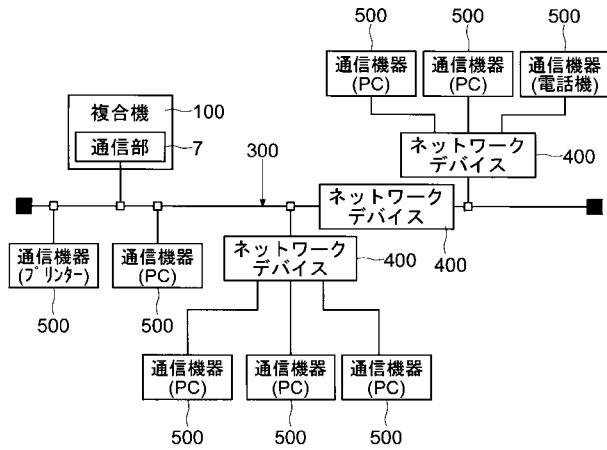 500 500 500
通信機器 通信機器 通信機器
(PC) (PC) (電話機)
複合機 100
通信部 7
ネットワーク
デバイス 400
300
ネットワーク
デバイス
400
通信機器
(プリンター)
500
通信機器
(PC)
500
ネットワーク
デバイス 400
通信機器 通信機器 通信機器
(PC) (PC) (PC)
500 500 500